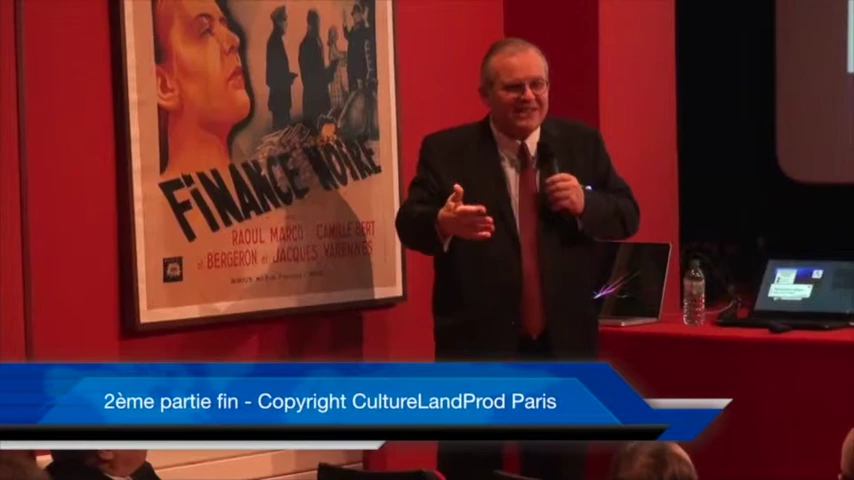 FiNANCE NOIRE
RAOUL MARCO - CAMILLE BERT
et BERGERON et JACQUES VARENNES
2ème partie fin - Copyright CultureLandProd Paris